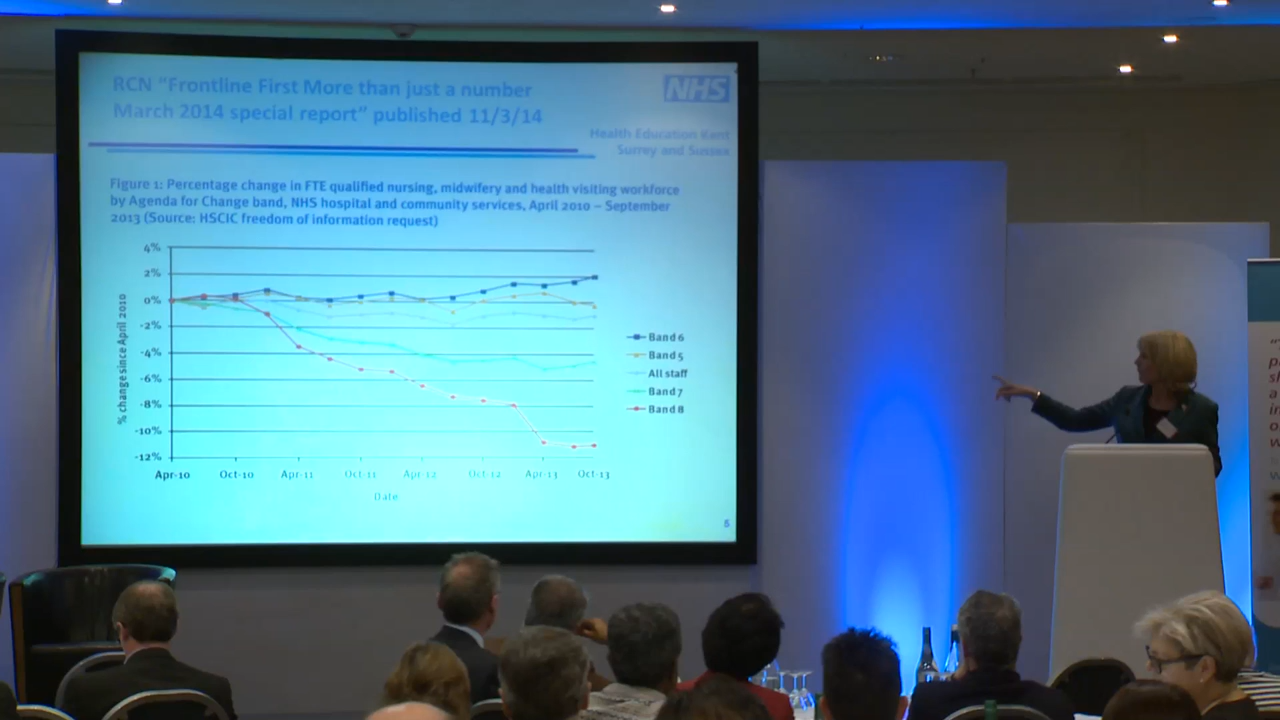 RCN “Frontline First More than just a number
March 2014 special report” published 11/3/14
NHS
Health Education Kent
Surrey and Sussex
Figure 1: Percentage change in FTE qualified nursing, midwifery and health visiting workforce
by Agenda for Change band, NHS hospital and community services, April 2010 – September
2013 (Source: HSCIC freedom of information request)
4%
2%
0%
-2%
-4%
-6%
-8%
-10%
-12%
% change since April 2010
Apr-10 Oct-10 Apr-11 Oct-11 Apr-12 Oct-12 Apr-13 Oct-13
Date
Band 6
Band 5
All staff
Band 7
Band 8